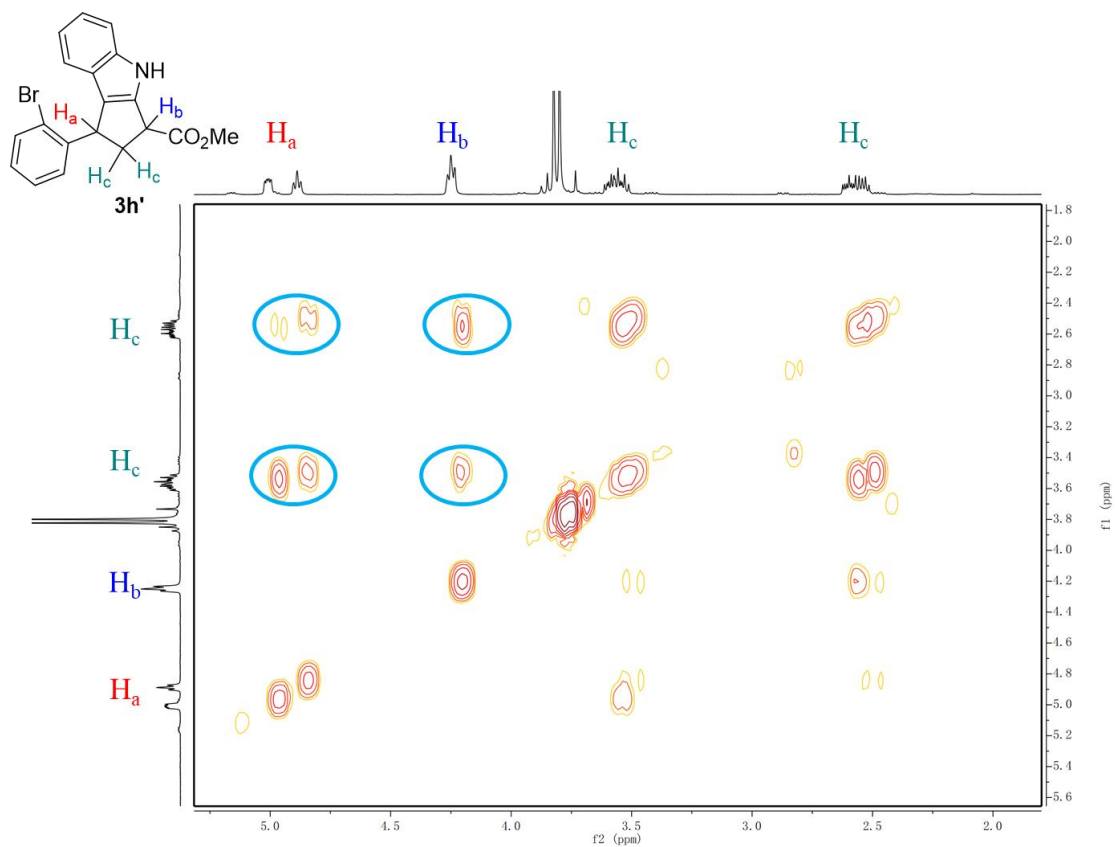 NH
Br
Ha
Hb
CO2Me
Hc
Hc
3h'
Ha
Hb
Hc
Hc
Hc
Hc
Hb
Ha
1.8
2.0
2.2
2.4
2.6
2.8
3.0
3.2
3.4
3.6
3.8
4.0
4.2
4.4
4.6
4.8
5.0
5.2
5.4
5.6
f1 (ppm)
5.0 4.5 4.0 3.5 3.0 2.5 2.0
f2 (ppm)